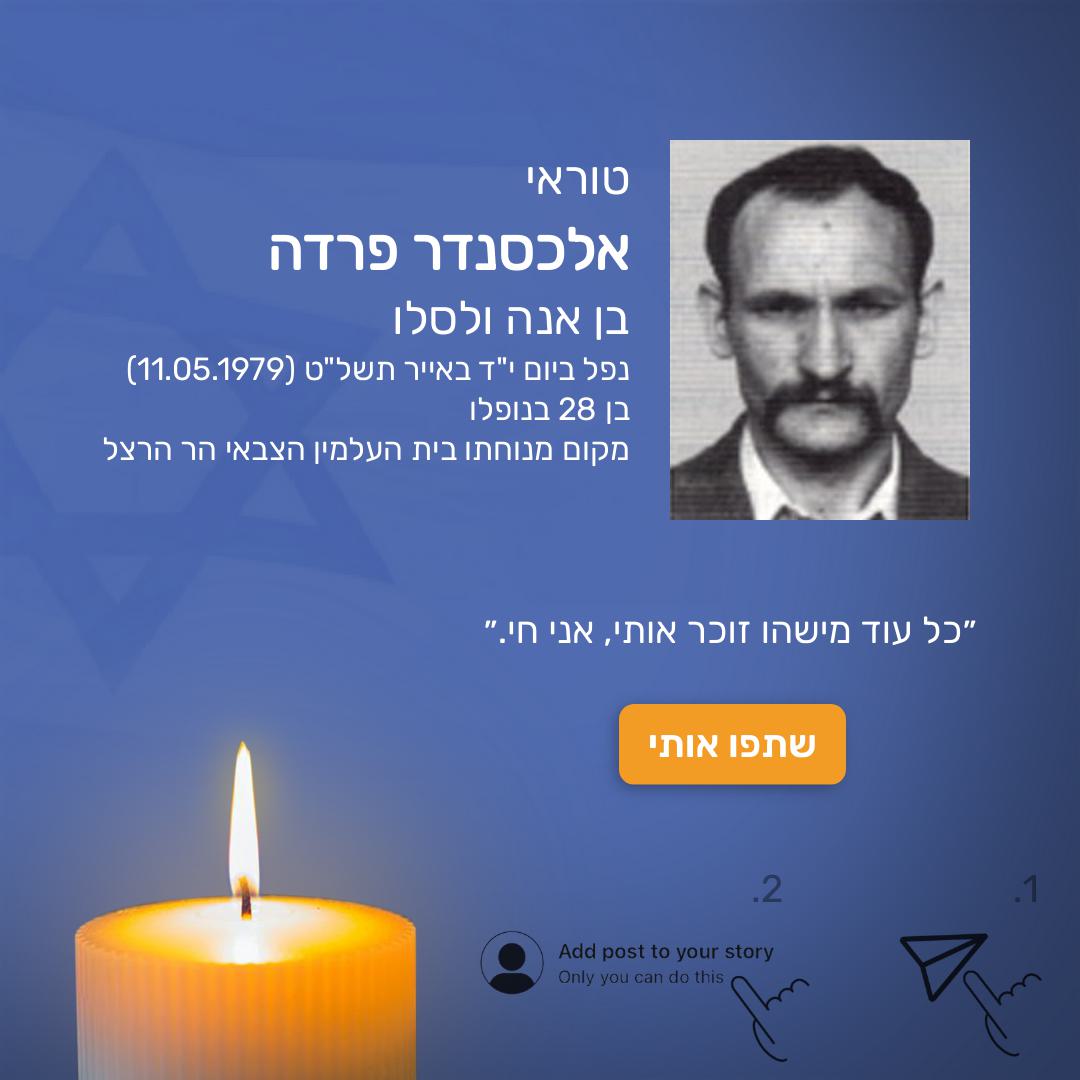 טוראי
אלכסנדר פרדה
בן אנה ולסלו
נפל ביום י"ד באייר תשל"ט (11.05.1979)
בן 28 בנופלו
מקום מנוחתו בית העלמין הצבאי הר הרצל
״כל עוד מישהו זוכר אותי, אני חי.״
שתפו אותי
1.
2.
Add post to your story
Only you can do this